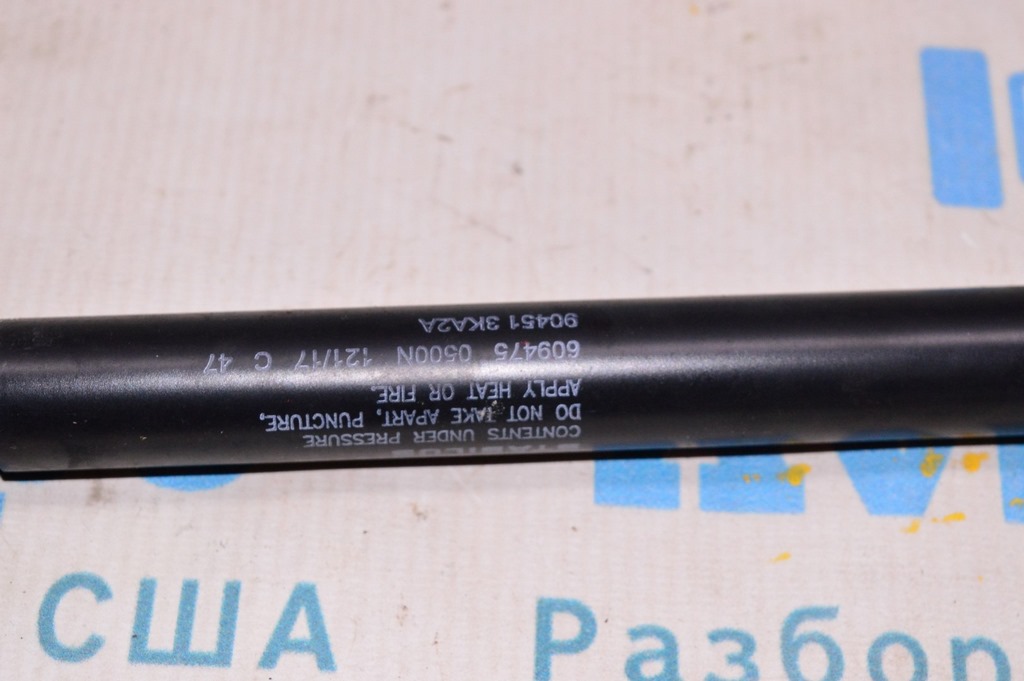 CONTENTS UNDER PRESSURE
DO NOT TAKE APART, PUNCTURE,
APPLY HEAT OR FIRE.
609475 0500N 121/17 C 47
90451 3KA2A
США Разбор